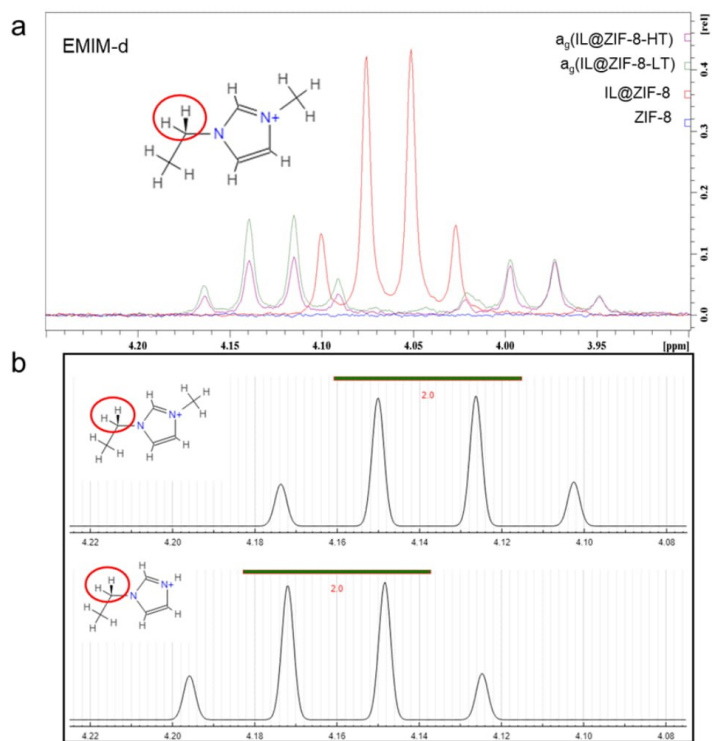 a
EMIM-d
[rel]
ag(IL@ZIF-8-HT)
ag(IL@ZIF-8-LT)
IL@ZIF-8
ZIF-8
0.4
0.3
0.2
0.1
0.0
H H
N N+
C H
H
C
H
H
H H
H C
H
H
4.20 4.15 4.10 4.05 4.00 3.95 [ppm]
b
H H
N N+
C H
H
C
H
H
H H
H C
H
H
2.0
4.22 4.20 4.18 4.16 4.14 4.12 4.10 4.08
H H
N N+
H
H C
H
H
H H
2.0
4.22 4.20 4.18 4.16 4.14 4.12 4.10 4.08